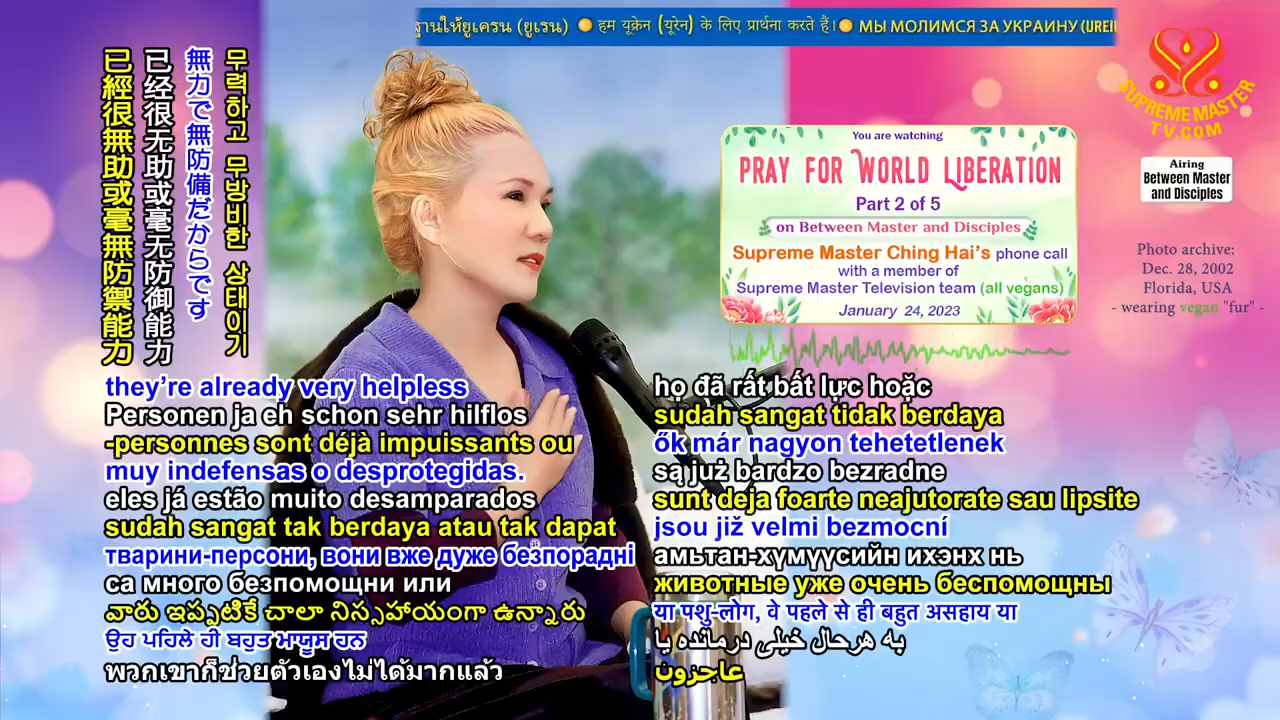 ฐานให้ยูเครน (ยูเรน) हम यूक्रेन (यूरेन) के लिए प्रार्थना करते हैं। МЫ МОЛИМСЯ ЗА УКРАИНУ (UREI
SUPREME MASTER
TV.COM
Airing
Between Master
and Disciples
You are watching
PRAY FOR WORLD LIBERATION
Part 2 of 5
on Between Master and Disciples
Supreme Master Ching Hai's phone call
with a member of
Supreme Master Television team (all vegans)
January 24, 2023
Photo archive:
Dec. 28, 2002
Florida, USA
- wearing vegan "fur" -
무력하고 무방비한 상태이기
無力で無防備だからです
已经很无助或毫无防御能力
已經很無助或毫無防禦能力
they're already very helpless
Personen ja eh schon sehr hilflos
-personnes sont déjà impuissants ou
muy indefensas o desprotegidas.
eles já estão muito desamparados
sudah sangat tak berdaya atau tak dapat
тварини-персони, вони вже дуже безпорадні
са много безпомощни или
వారు ఇప్పటికే చాలా నిస్సహాయంగా ఉన్నారు
ਉਹ ਪਹਿਲੇ ਹੀ ਬਹੁਤ ਮਾਯੂਸ ਹਨ
พวกเขาก็ช่วยตัวเองไม่ได้มากแล้ว
họ đã rất bất lực hoặc
sudah sangat tidak berdaya
ők már nagyon tehetetlenek
są już bardzo bezradne
sunt deja foarte neajutorate sau lipsite
jsou již velmi bezmocní
амьтан-хүмүүсийн ихэнх нь
животные уже очень беспомощны
या पशु-लोग, वे पहले से ही बहुत असहाय या
به هرحال خیلی درمانده یا
عاجزون